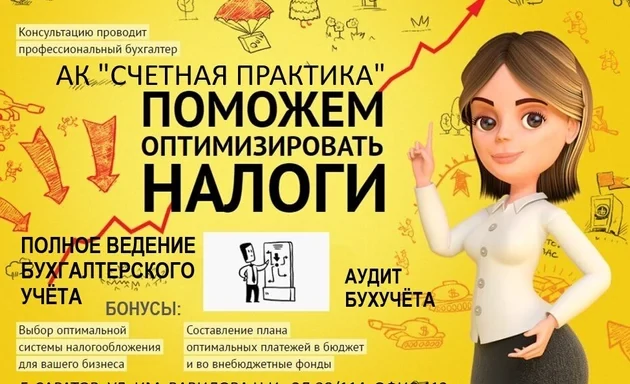 Консультацию проводит
профессиональный бухгалтер
АК "СЧЕТНАЯ ПРАКТИКА"
ПОМОЖЕМ
ОПТИМИЗИРОВАТЬ
НАЛОГИ
ПОЛНОЕ ВЕДЕНИЕ
БУХГАЛТЕРСКОГО
УЧЁТА
АУДИТ
БУХУЧЁТА
БОНУСЫ:
Выбор оптимальной
системы налогообложения
для вашего бизнеса
Составление плана
оптимальных платежей в бюджет
и во внебюджетные фонды